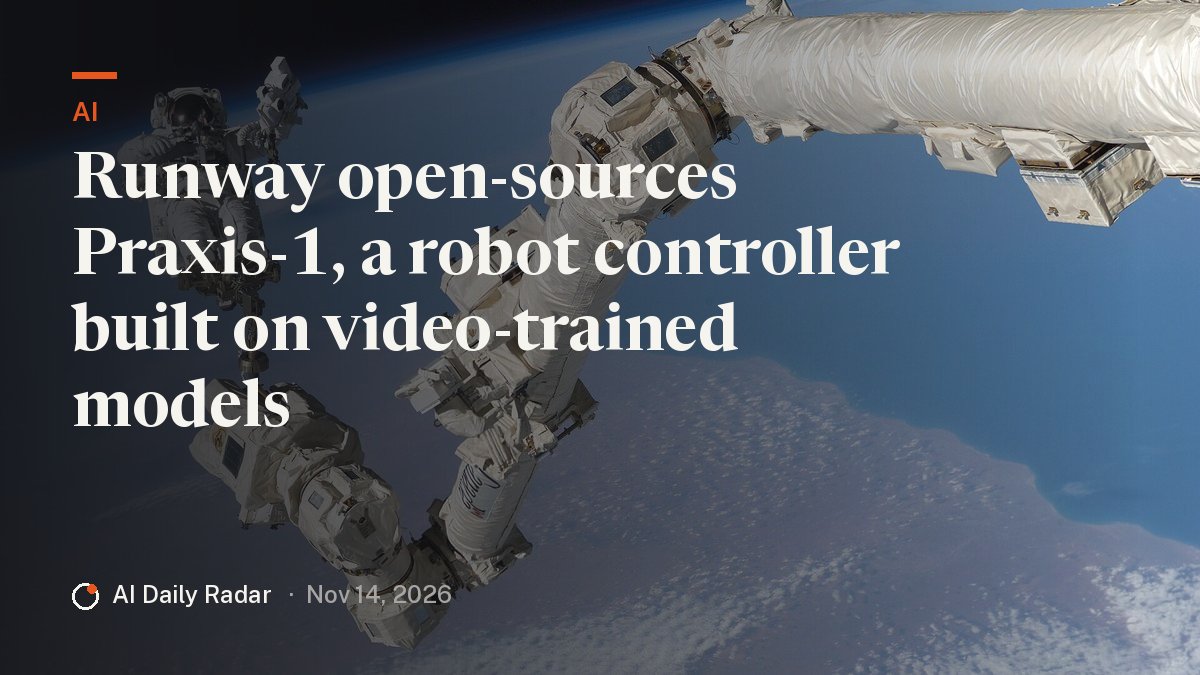 AI
Runway open-sources
Praxis-1, a robot controller
built on video-trained
models
AI Daily Radar · Nov 14, 2026